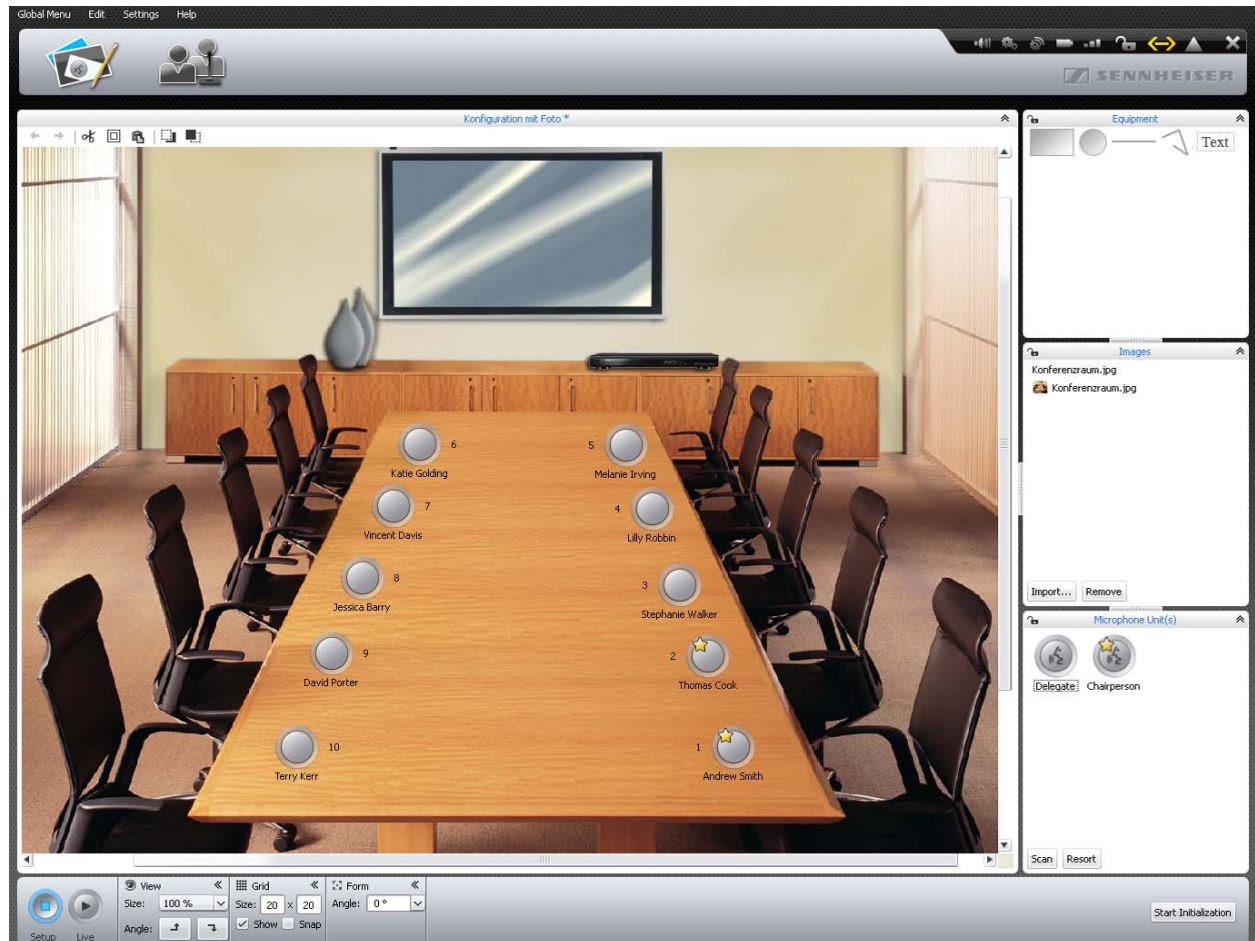 Global Menu Edit Settings Help
SENNHEISER
Konfiguration mit Foto *
Equipment
Text
Images
Konferenzraum.jpg
Konferenzraum.jpg
Import... Remove
Microphone Unit(s)
Delegate Chairperson
Scan Resort
6
Katie Golding
5
Melanie Irving
7
Vincent Davis
4
Lilly Robbin
8
Jessica Barry
3
Stephanie Walker
9
David Porter
2
Thomas Cook
10
Terry Kerr
1
Andrew Smith
Setup Live
View
Size: 100 %
Angle:
Grid
Size: 20 x 20
Show Snap
Form
Angle: 0 °
Start Initialization